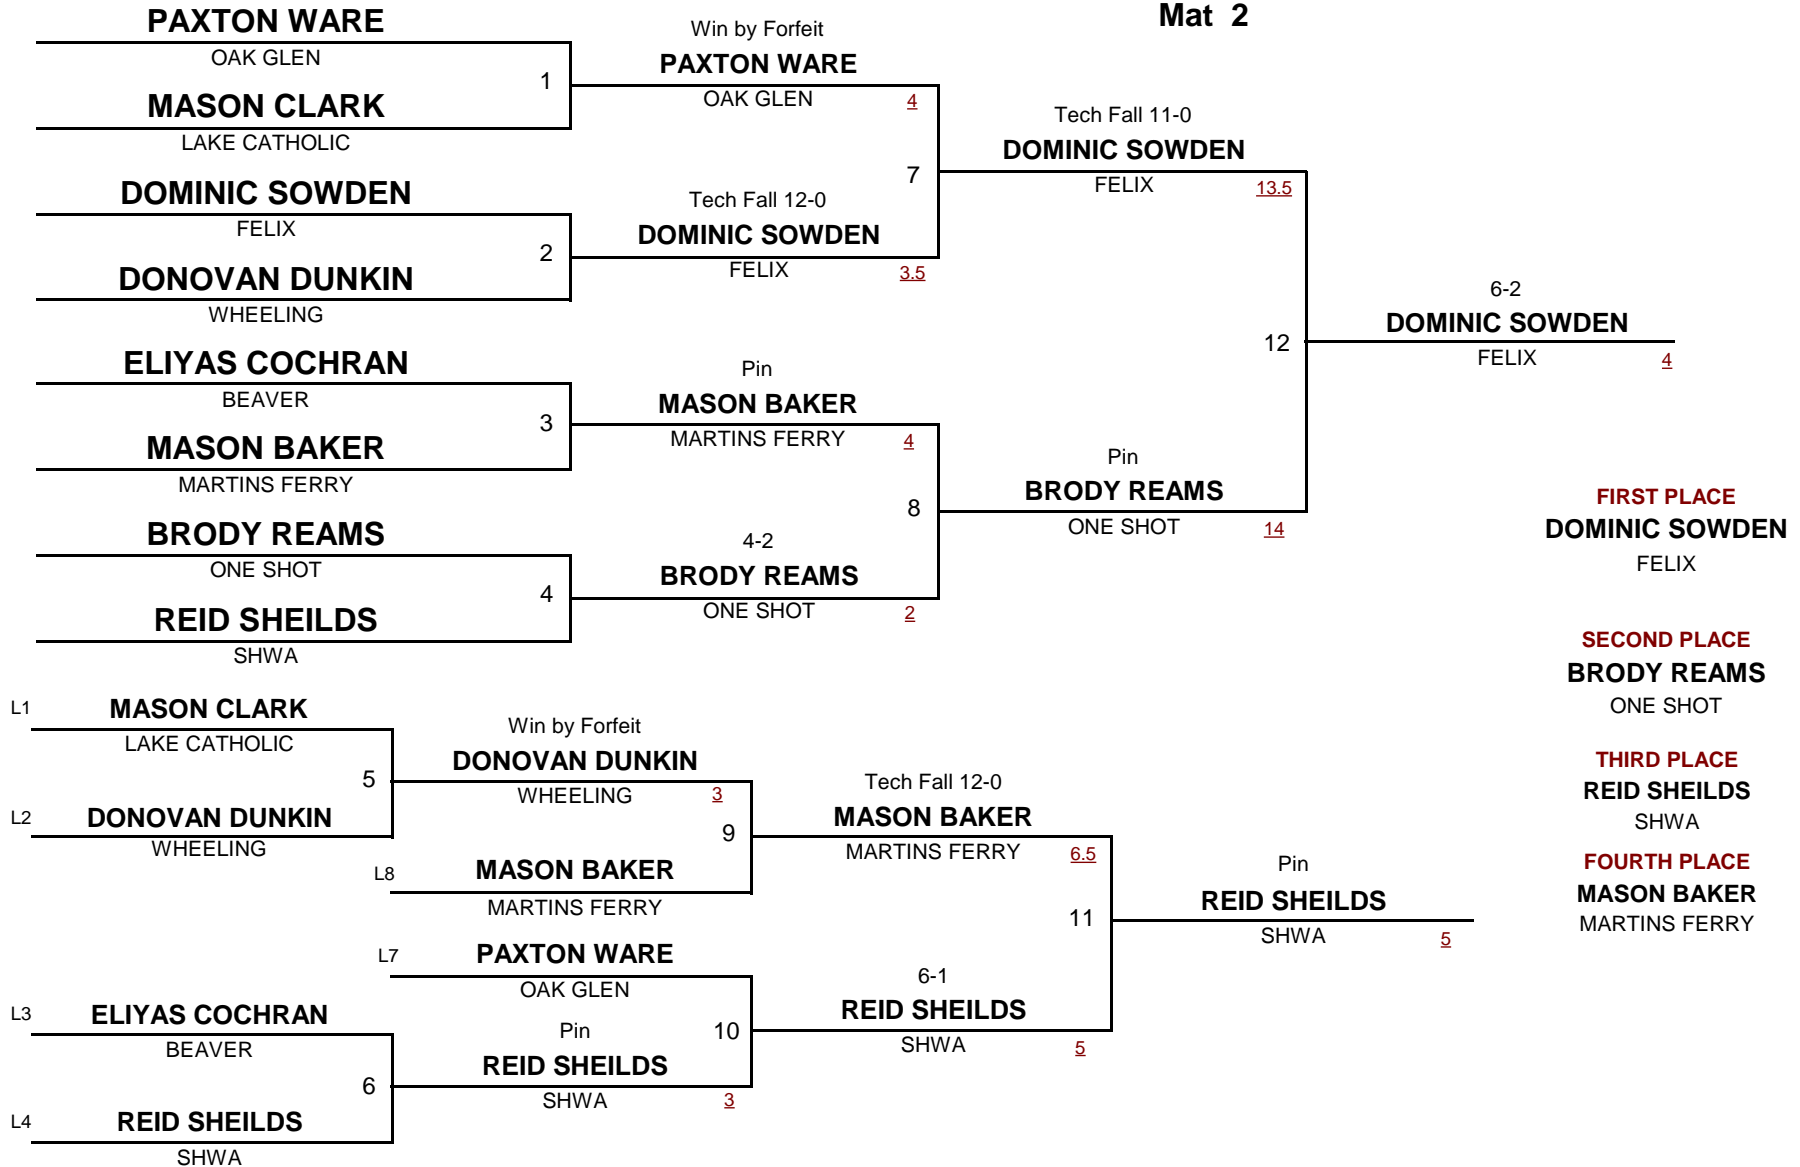 Mat 2
PAXTON WARE
OAK GLEN
1
MASON CLARK
LAKE CATHOLIC
DOMINIC SOWDEN
FELIX
2
DONOVAN DUNKIN
WHEELING
ELIYAS COCHRAN
BEAVER
3
MASON BAKER
MARTINS FERRY
BRODY REAMS
ONE SHOT
4
REID SHEILDS
SHWA
Win by Forfeit
PAXTON WARE
OAK GLEN 4
7
Tech Fall 12-0
DOMINIC SOWDEN
FELIX 3.5
Pin
MASON BAKER
MARTINS FERRY 4
8
4-2
BRODY REAMS
ONE SHOT 2
Tech Fall 11-0
DOMINIC SOWDEN
FELIX 13.5
12
Pin
BRODY REAMS
ONE SHOT 14
6-2
DOMINIC SOWDEN
FELIX 4
L1 MASON CLARK
LAKE CATHOLIC
5
L2 DONOVAN DUNKIN
WHEELING
L3 ELIYAS COCHRAN
BEAVER
6
L4 REID SHEILDS
SHWA
Win by Forfeit
DONOVAN DUNKIN
WHEELING 3
9
L8 MASON BAKER
MARTINS FERRY
L7 PAXTON WARE
OAK GLEN
10
Pin
REID SHEILDS
SHWA 3
Tech Fall 12-0
MASON BAKER
MARTINS FERRY 6.5
11
6-1
REID SHEILDS
SHWA 5
Pin
REID SHEILDS
SHWA 5
FIRST PLACE
DOMINIC SOWDEN
FELIX
SECOND PLACE
BRODY REAMS
ONE SHOT
THIRD PLACE
REID SHEILDS
SHWA
FOURTH PLACE
MASON BAKER
MARTINS FERRY